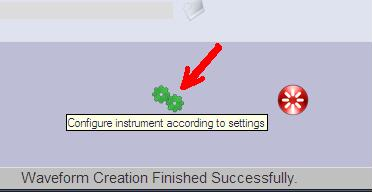 Configure instrument according to settings
Waveform Creation Finished Successfully.